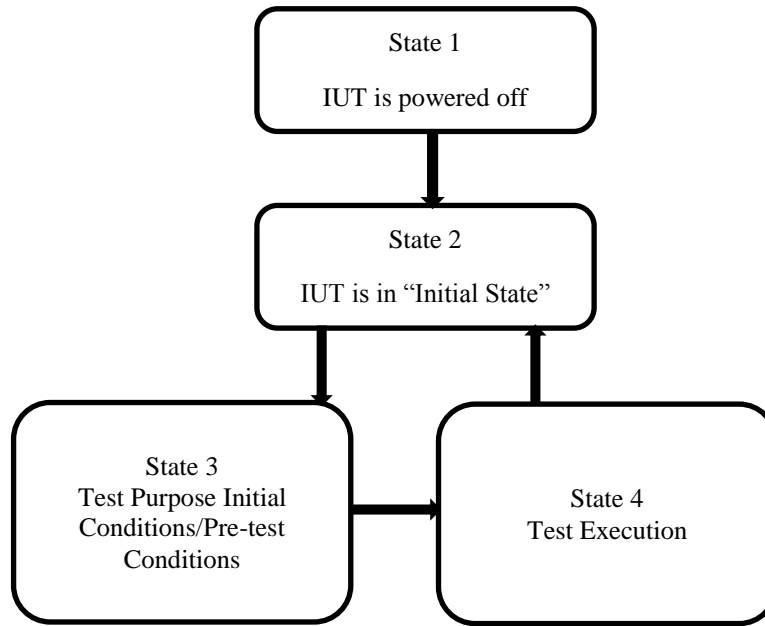 State 1
IUT is powered off
State 2
IUT is in “Initial State”
State 3
Test Purpose Initial
Conditions/Pre-test
Conditions
State 4
Test Execution